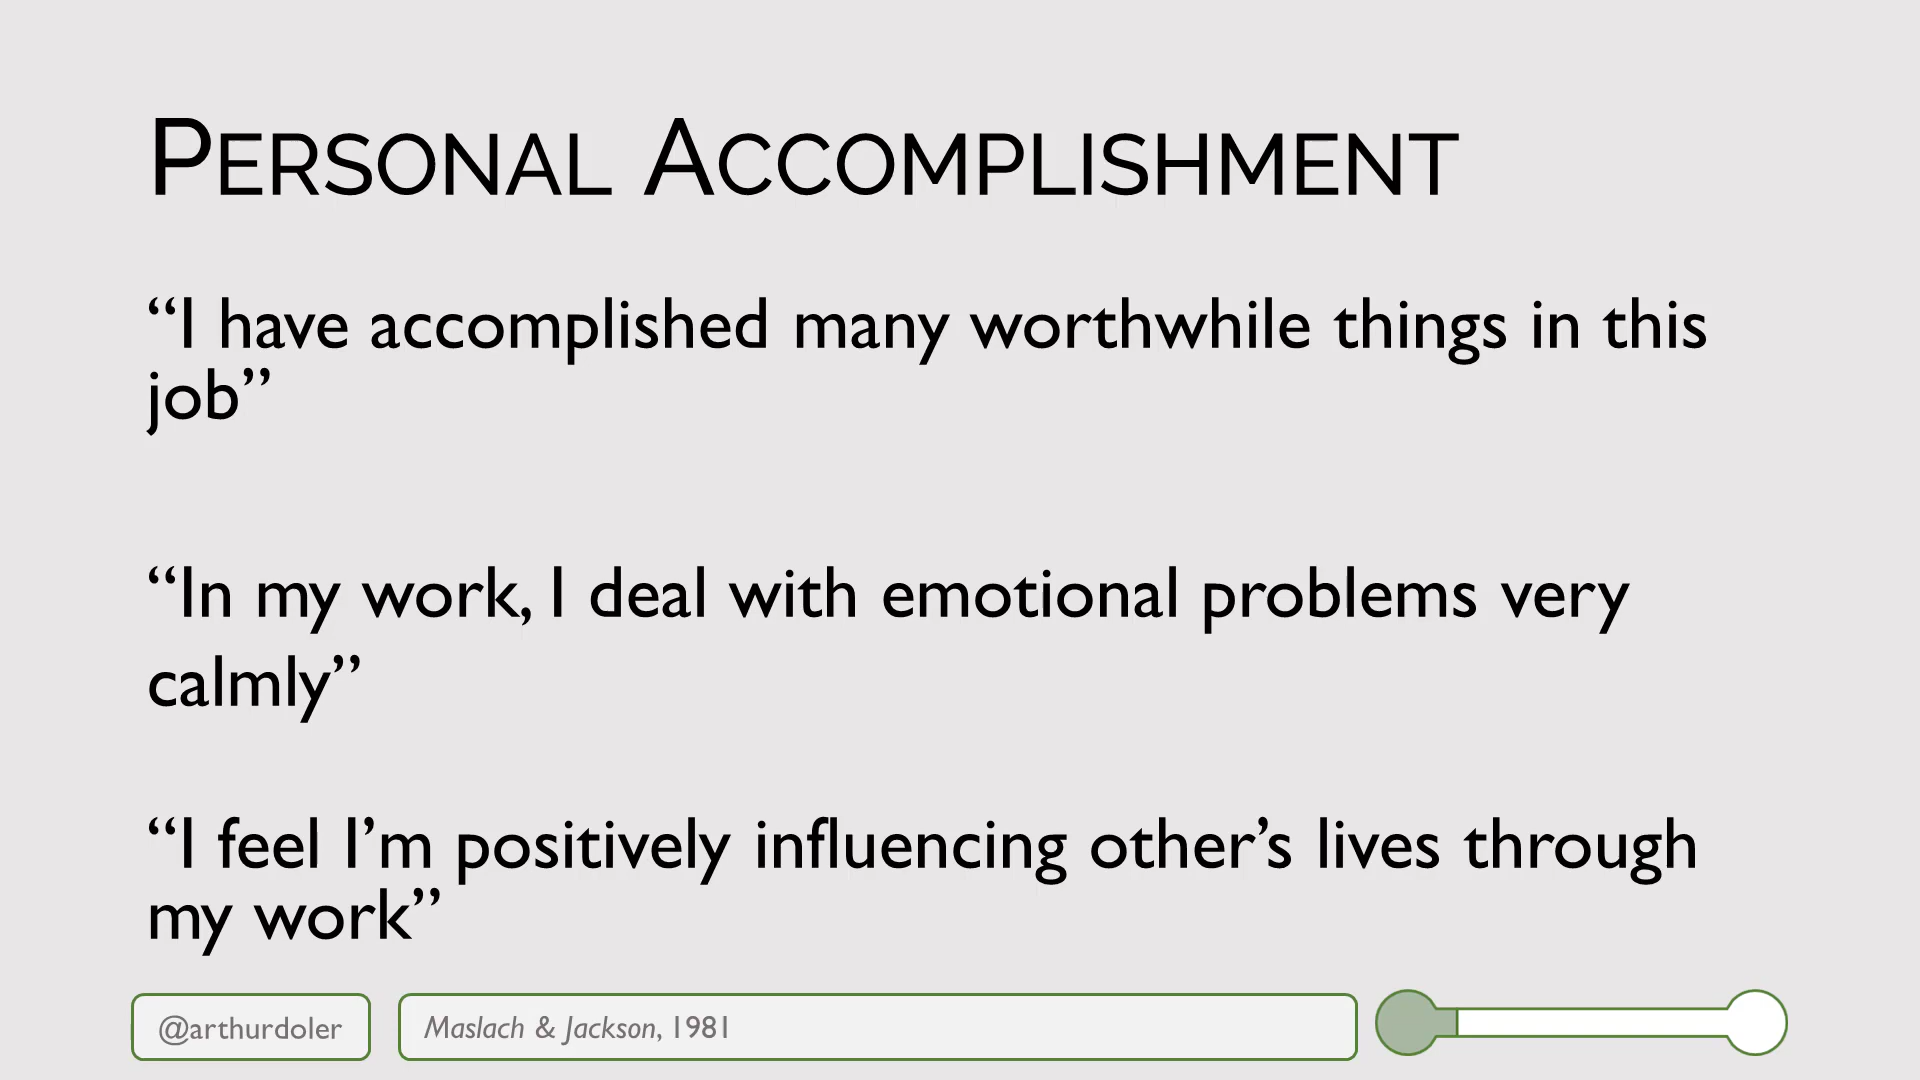 Personal Accomplishment
“I have accomplished many worthwhile things in this
job”
“In my work, I deal with emotional problems very
calmly”
“I feel I’m positively influencing other’s lives through
my work”
@arthurdoler
Maslach & Jackson, 1981